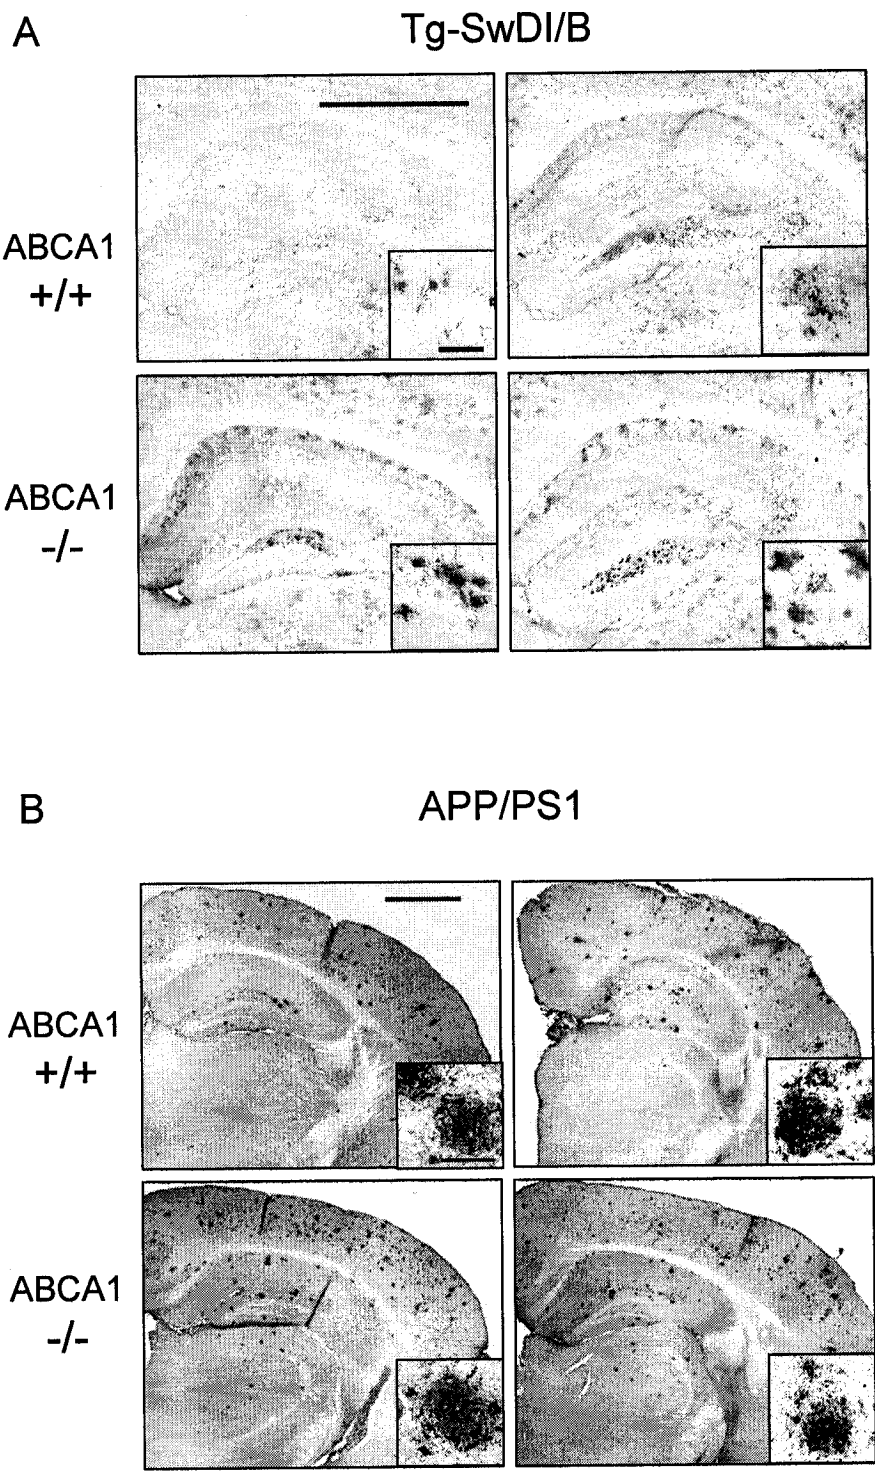 A
Tg-SwDI/B
ABCA1
+/+
ABCA1
-/-
B
APP/PS1
ABCA1
+/+
ABCA1
-/-